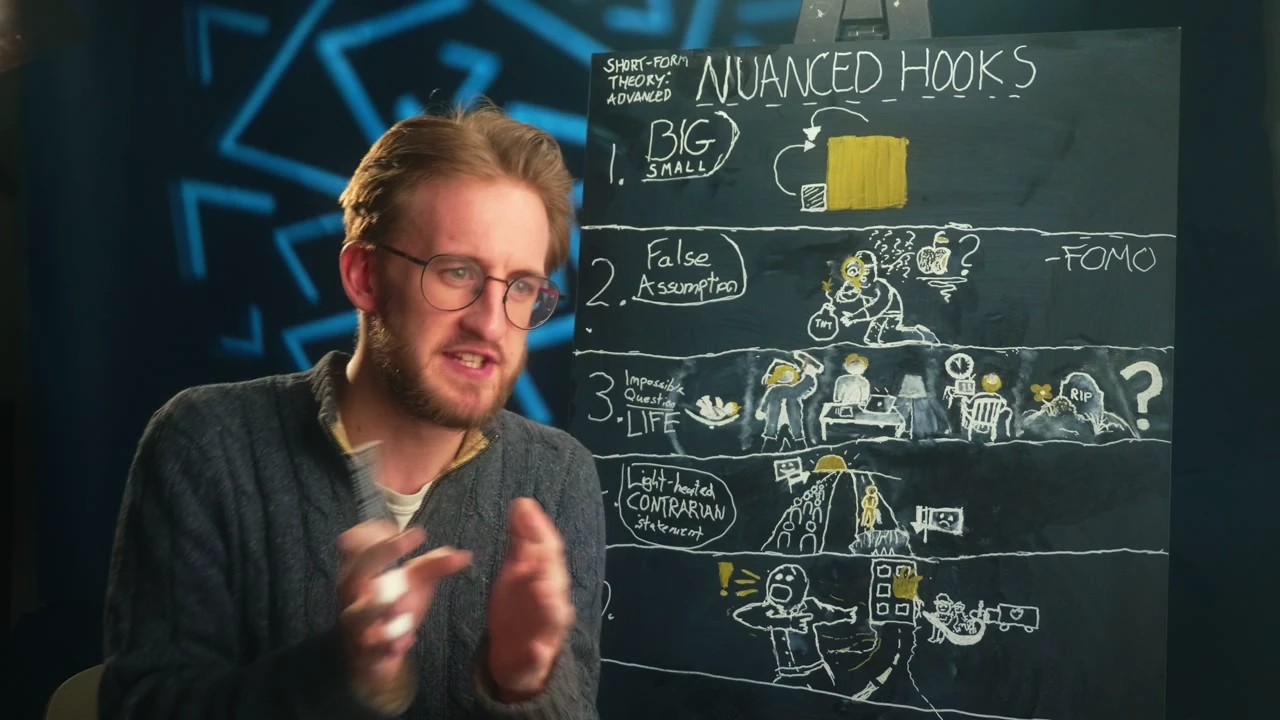 SHORT-FORM
THEORY:
ADVANCED
NUANCED HOOKS
1. BIG
SMALL
2. False
Assumption
????
???
?
TNT
-FOMO
3. Impossible
Question
LIFE
RIP
?
Light-hearted
CONTRARIAN
statement
!